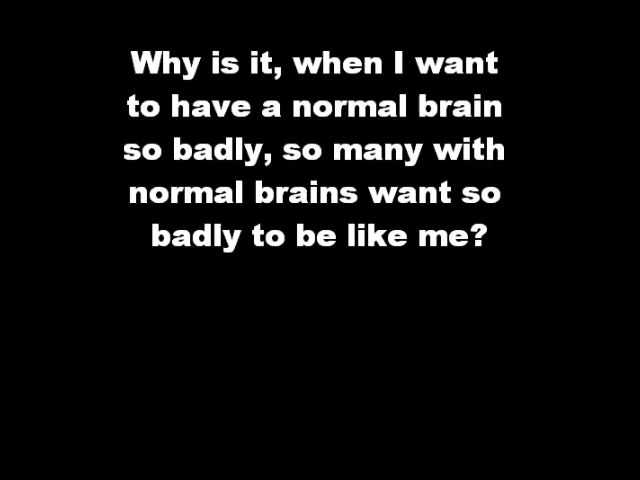 Why is it, when I want
to have a normal brain
so badly, so many with
normal brains want so
badly to be like me?